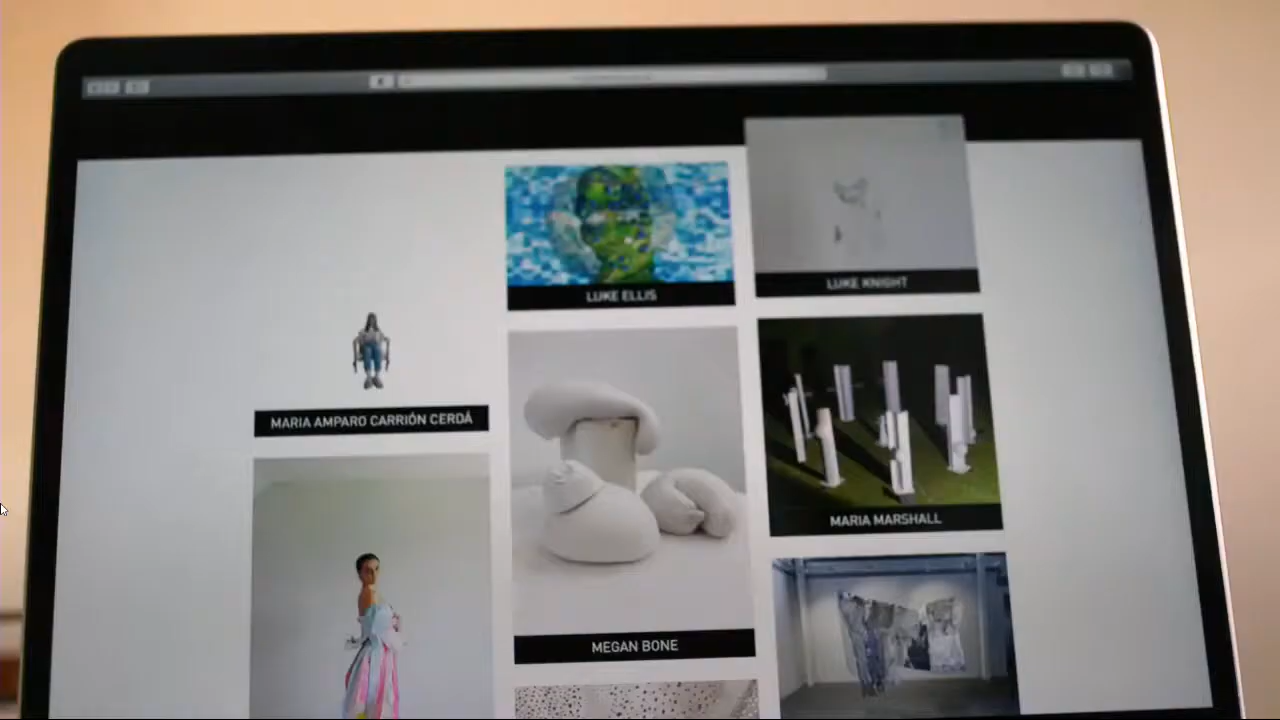 LUKE ELLIS
LUKE KNIGHT
MARIA AMPARO CARRIÓN CERDÁ
MARIA MARSHALL
MEGAN BONE